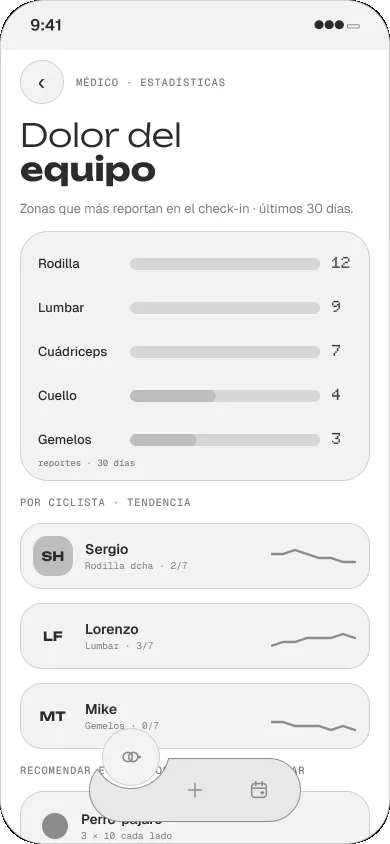 9:41
‹ MÉDICO · ESTADÍSTICAS
Dolor del
equipo
Zonas que más reportan en el check-in · últimos 30 días.
Rodilla 12
Lumbar 9
Cuádriceps 7
Cuello 4
Gemelos 3
reportes · 30 días
POR CICLISTA · TENDENCIA
SH Sergio
Rodilla dcha · 2/7
LF Lorenzo
Lumbar · 3/7
MT Mike
Gemelos · 0/7
RECOMENDAR
Perro-pájaro
3 × 10 cada lado